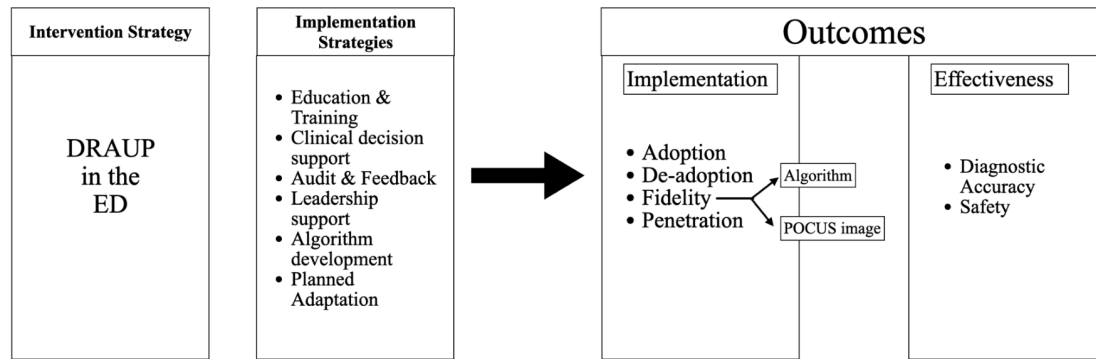 Intervention Strategy
DRAUP
in the
ED
Implementation
Strategies
• Education &
Training
• Clinical decision
support
• Audit & Feedback
• Leadership
support
• Algorithm
development
• Planned
Adaptation
Outcomes
Implementation
• Adoption
• De-adoption
• Fidelity
• Penetration
Algorithm
POCUS image
Effectiveness
• Diagnostic
Accuracy
• Safety